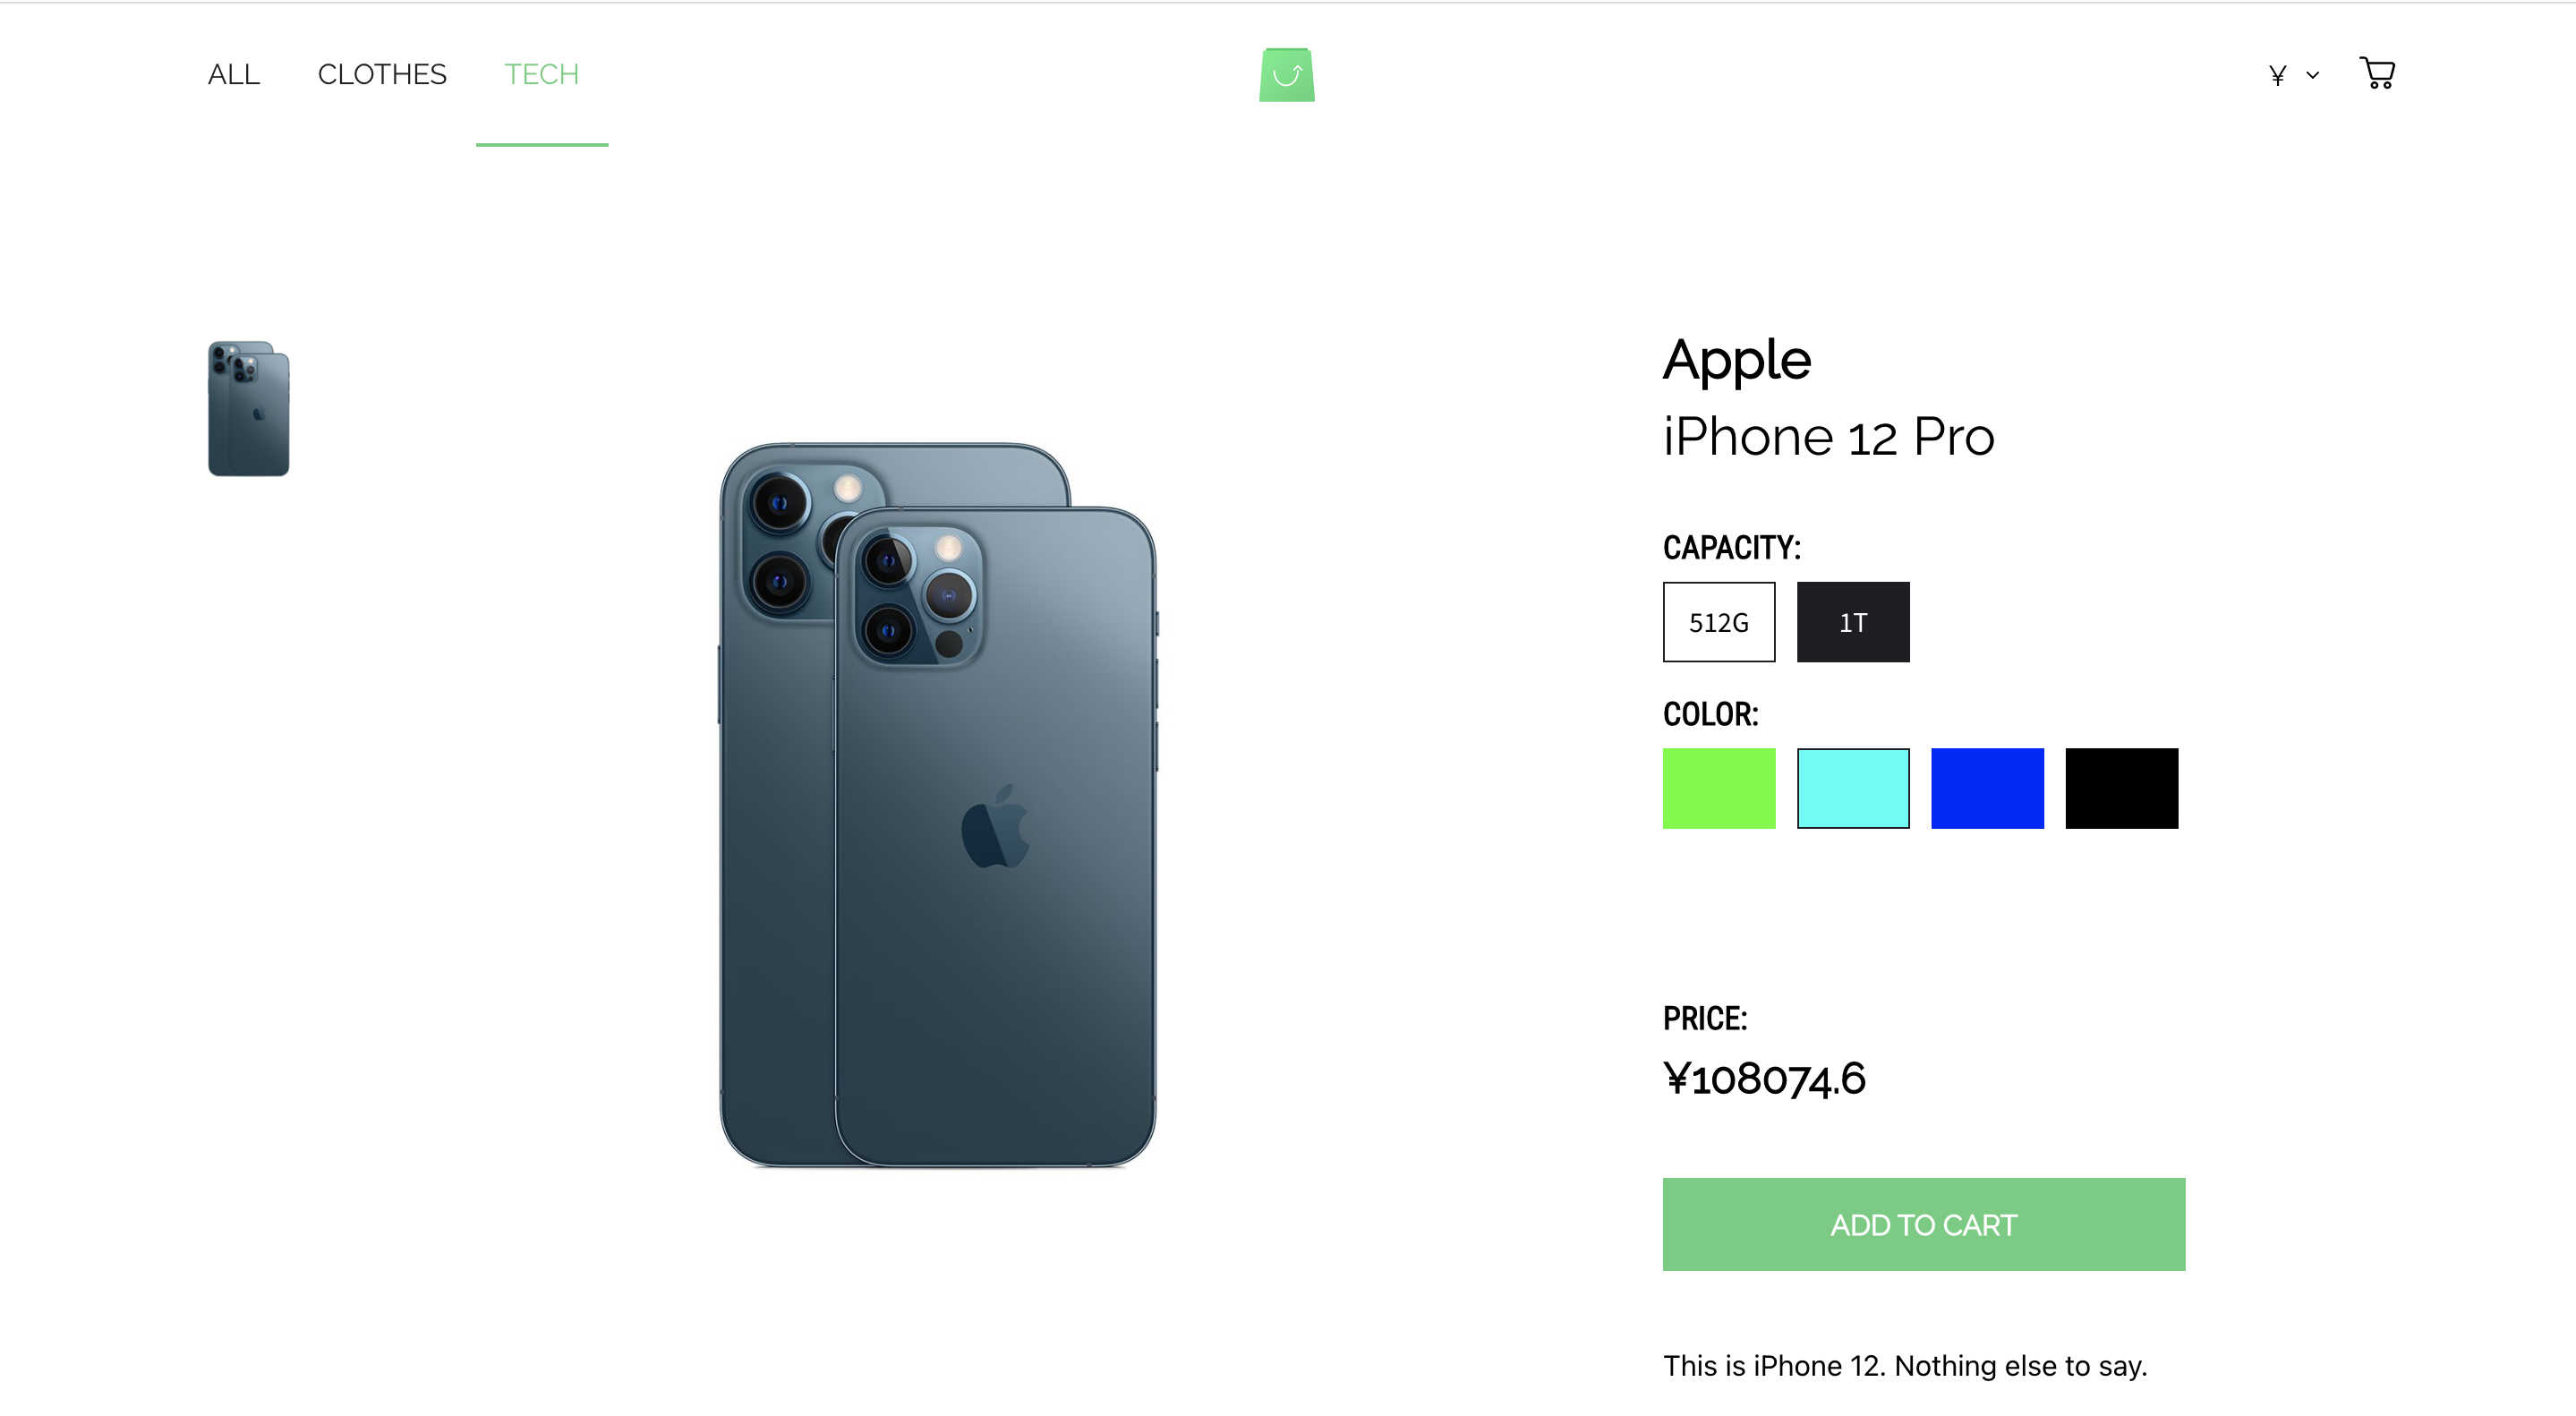 ALL CLOTHES TECH ¥
Apple
iPhone 12 Pro
CAPACITY:
512G 1T
COLOR:
PRICE:
¥108074.6
ADD TO CART
This is iPhone 12. Nothing else to say.